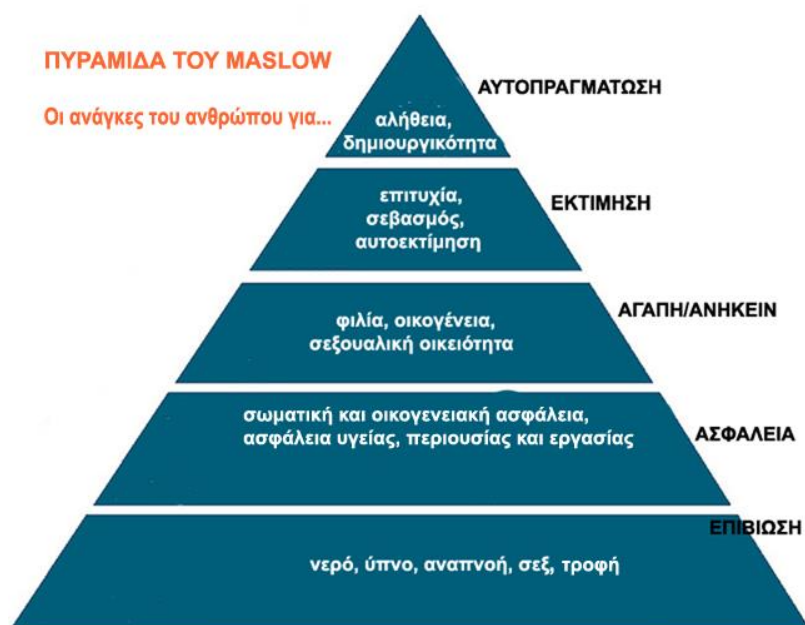 ΠΥΡΑΜΙΔΑ ΤΟΥ MASLOW
Οι ανάγκες του ανθρώπου για...
ΑΥΤΟΠΡΑΓΜΑΤΩΣΗ
αλήθεια,
δημιουργικότητα
ΕΚΤΙΜΗΣΗ
επιτυχία,
σεβασμός,
αυτοεκτίμηση
ΑΓΑΠΗ/ΑΝΗΚΕΙΝ
φιλία, οικογένεια,
σεξουαλική οικειότητα
ΑΣΦΑΛΕΙΑ
σωματική και οικογενειακή ασφάλεια,
ασφάλεια υγείας, περιουσίας και εργασίας
ΕΠΙΒΙΩΣΗ
νερό, ύπνο, αναπνοή, σεξ, τροφή